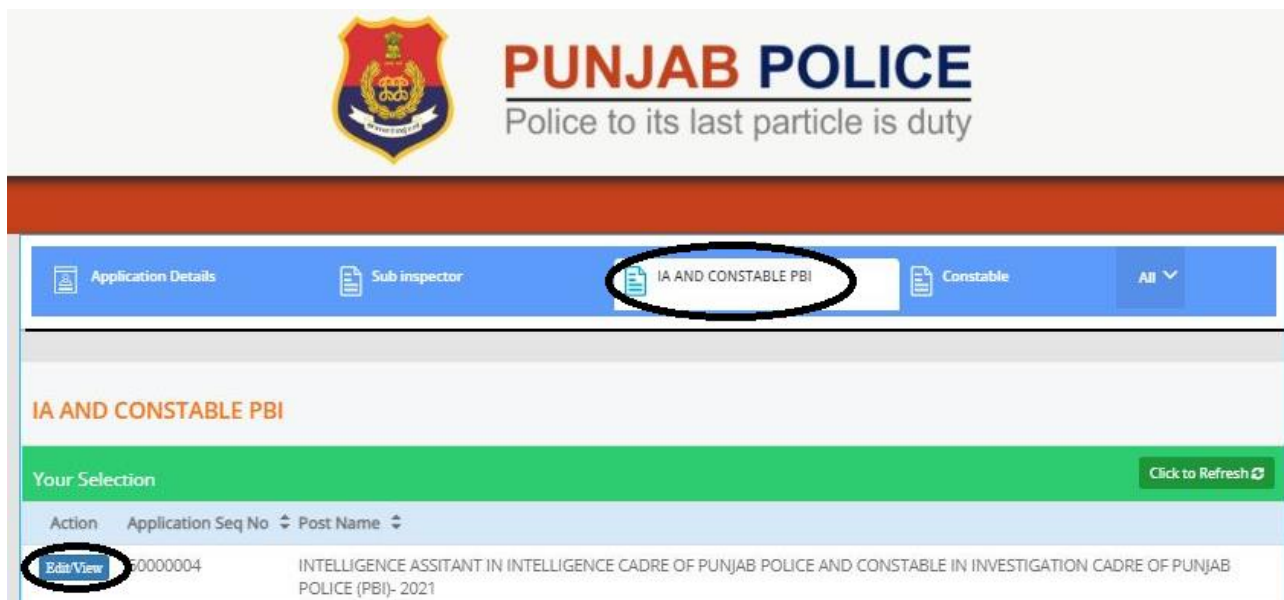 PUNJAB POLICE
Police to its last particle is duty
Application Details
Sub inspector
IA AND CONSTABLE PBI
Constable
All
IA AND CONSTABLE PBI
Your Selection
Click to Refresh
Action Application Seq No Post Name
Edit/View 0000004 INTELLIGENCE ASSITANT IN INTELLIGENCE CADRE OF PUNJAB POLICE AND CONSTABLE IN INVESTIGATION CADRE OF PUNJAB
POLICE (PBI)- 2021